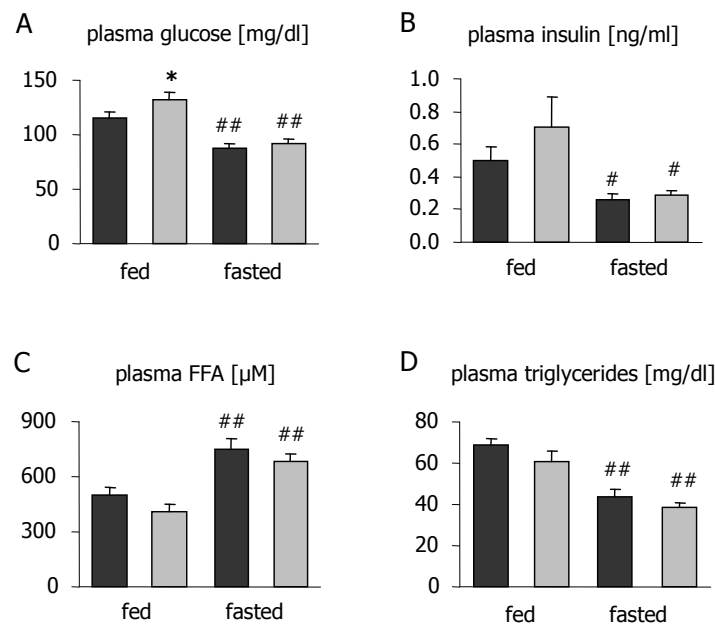 A
plasma glucose [mg/dl]
150
100
50
0
*
##
##
fed
fasted
B
plasma insulin [ng/ml]
1.0
0.8
0.6
0.4
0.2
0.0
#
#
fed
fasted
C
plasma FFA [µM]
900
600
300
0
##
##
fed
fasted
D
plasma triglycerides [mg/dl]
80
60
40
20
0
##
##
fed
fasted